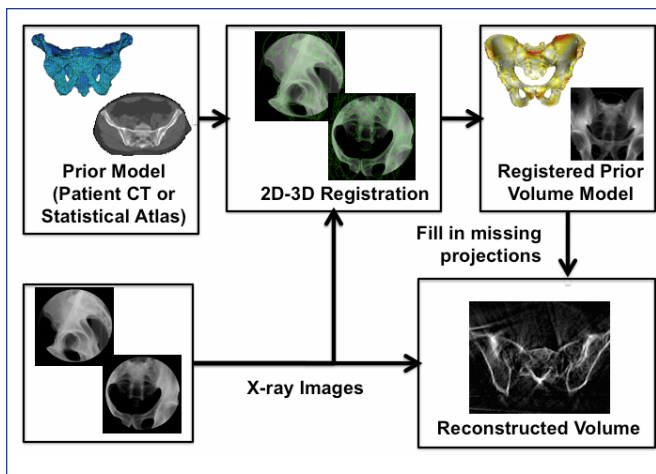 Prior Model
(Patient CT or
Statistical Atlas)
2D-3D Registration
Registered Prior
Volume Model
Fill in missing
projections
X-ray Images
Reconstructed Volume